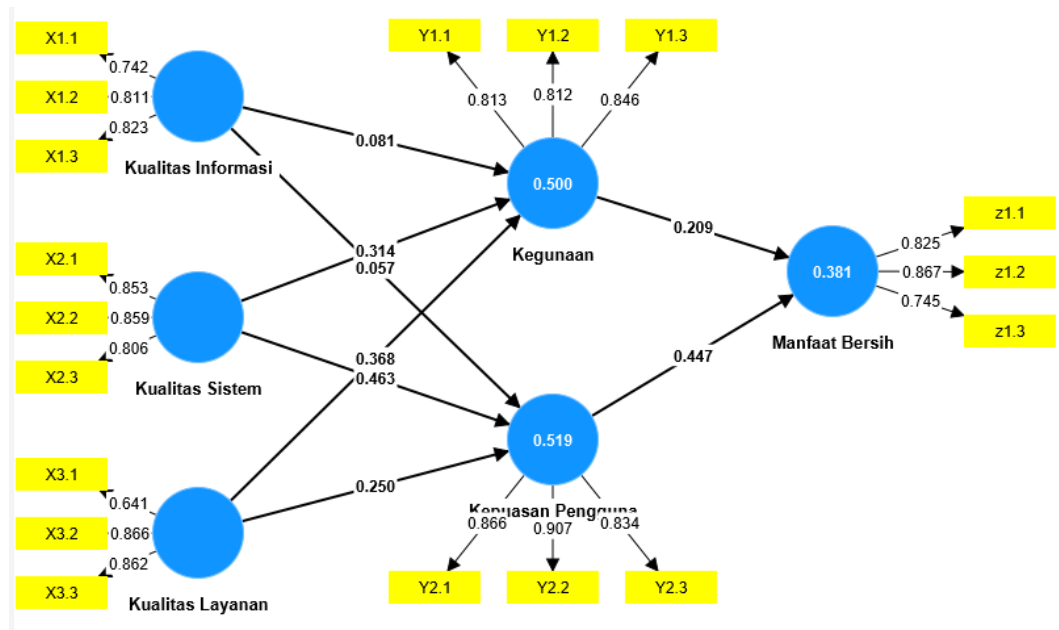 X1.1
0.742
X1.2
0.811
X1.3
0.823
Kualitas Informasi
X2.1
0.853
X2.2
0.859
X2.3
0.806
Kualitas Sistem
X3.1
0.641
X3.2
0.866
X3.3
0.862
Kualitas Layanan
0.081
0.314
0.057
0.368
0.463
0.250
Y1.1
Y1.2
Y1.3
0.813
0.812
0.846
0.500
Kegunaan
0.519
Kepuasan Pengguna
0.866
0.907
0.834
Y2.1
Y2.2
Y2.3
0.209
0.447
0.381
Manfaat Bersih
0.825
z1.1
0.867
z1.2
0.745
z1.3